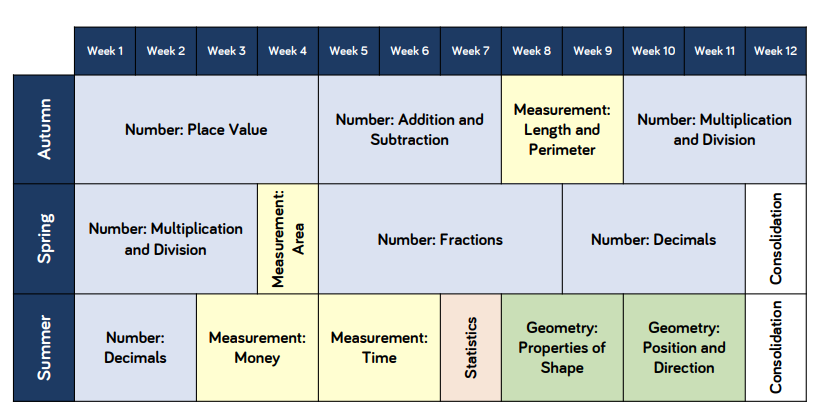 Week 1 Week 2 Week 3 Week 4 Week 5 Week 6 Week 7 Week 8 Week 9 Week 10 Week 11 Week 12
Autumn
Number: Place Value
Number: Addition and
Subtraction
Measurement:
Length and
Perimeter
Number: Multiplication
and Division
Spring
Number: Multiplication
and Division
Measurement:
Area
Number: Fractions
Number: Decimals
Consolidation
Summer
Number:
Decimals
Measurement:
Money
Measurement:
Time
Statistics
Geometry:
Properties of
Shape
Geometry:
Position and
Direction
Consolidation